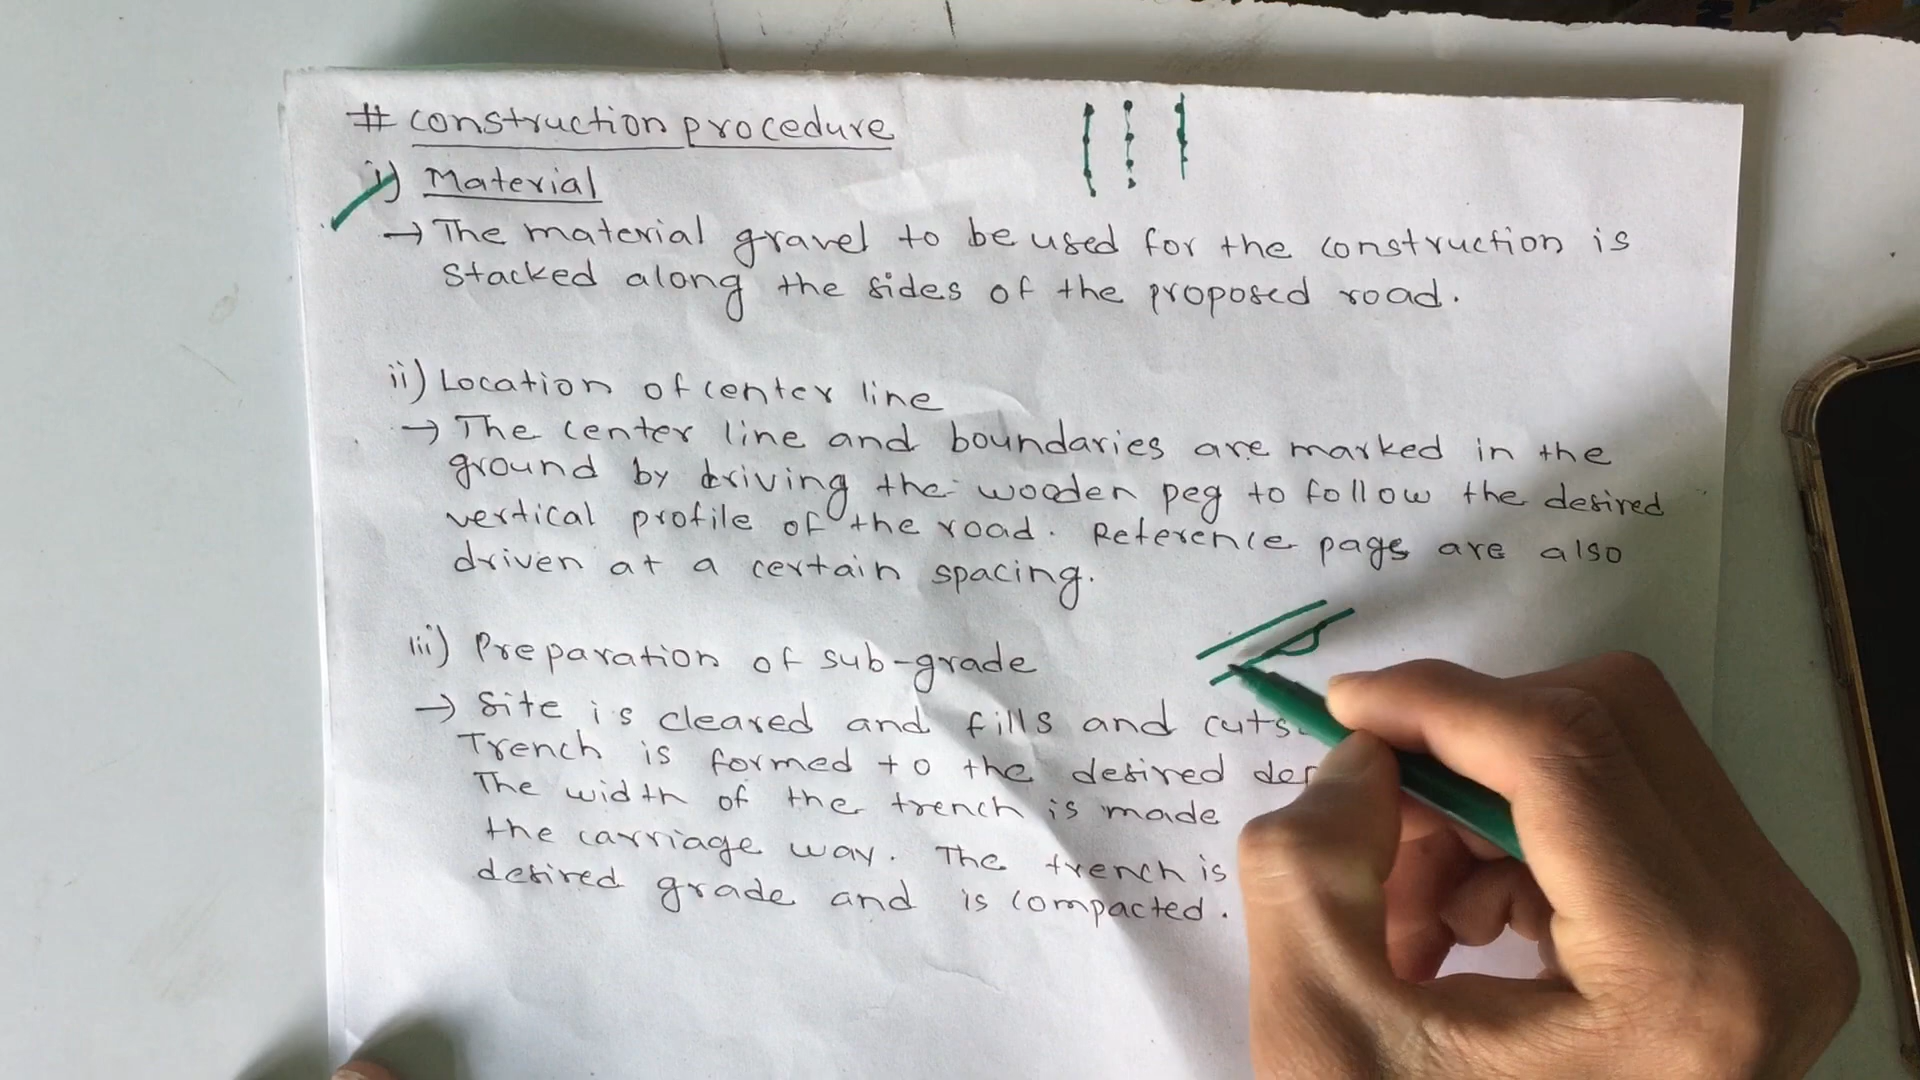 # construction procedure
i) Material
→ The material gravel to be used for the construction is
stacked along the sides of the proposed road.
ii) Location of center line
→ The center line and boundaries are marked in the
ground by driving the wooden peg to follow the desired
vertical profile of the road. Reference pags are also
driven at a certain spacing.
iii) Preparation of sub-grade
→ Site is cleared and fills and cuts
Trench is formed to the desired
The width of the trench is made
the carriage way. The trench is
desired grade and is compacted.